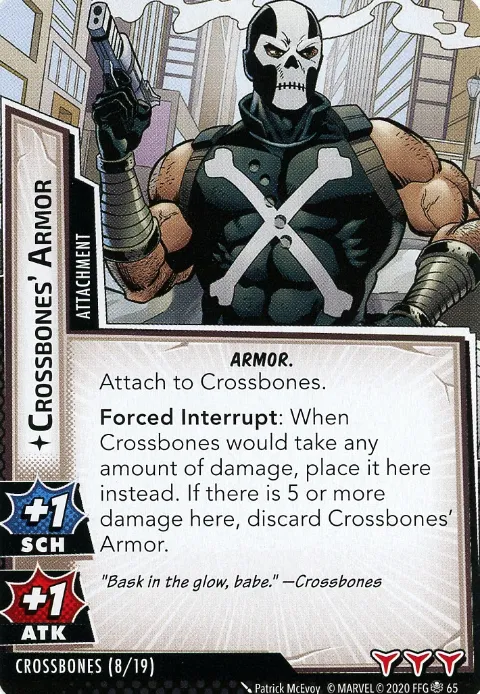 ✦CROSSBONES' ARMOR
ATTACHMENT
ARMOR.
Attach to Crossbones.
Forced Interrupt: When
Crossbones would take any
amount of damage, place it here
instead. If there is 5 or more
damage here, discard Crossbones'
Armor.
"Bask in the glow, babe." —Crossbones
+1
SCH
+1
ATK
CROSSBONES (8/19)
Patrick McEvoy © MARVEL © 2020 FFG 65